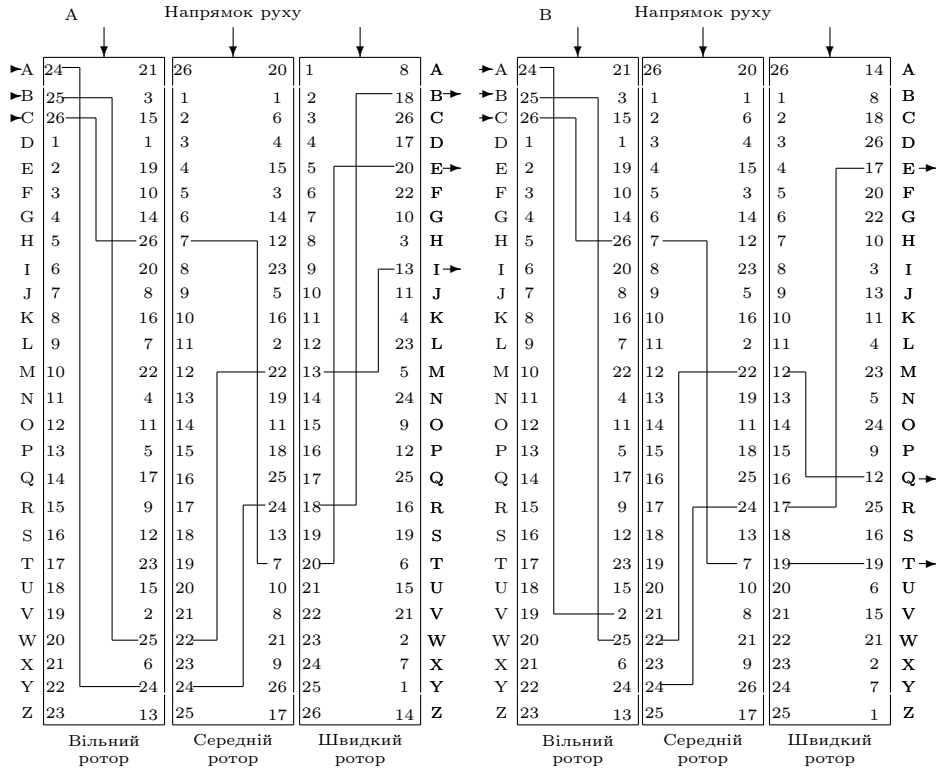 А Напрямок руху В Напрямок руху
A 24 21 26 20 1 8 A A 24 21 26 20 26 14 A
B 25 3 1 1 2 18 B B 25 3 1 1 1 8 B
C 26 15 2 6 3 26 C C 26 15 2 6 2 18 C
D 1 1 3 4 4 17 D D 1 1 3 4 3 26 D
E 2 19 4 15 5 20 E E 2 19 4 15 4 17 E
F 3 10 5 3 6 22 F F 3 10 5 3 5 20 F
G 4 14 6 14 7 10 G G 4 14 6 14 6 22 G
H 5 26 7 12 8 3 H H 5 26 7 12 7 10 H
I 6 20 8 23 9 13 I I 6 20 8 23 8 3 I
J 7 8 9 5 10 11 J J 7 8 9 5 9 13 J
K 8 16 10 16 11 4 K K 8 16 10 16 10 11 K
L 9 7 11 2 12 23 L L 9 7 11 2 11 4 L
M 10 22 12 22 13 5 M M 10 22 12 22 12 23 M
N 11 4 13 19 14 24 N N 11 4 13 19 13 5 N
O 12 11 14 11 15 9 O O 12 11 14 11 14 24 O
P 13 5 15 18 16 12 P P 13 5 15 18 15 9 P
Q 14 17 16 25 17 25 Q Q 14 17 16 25 16 12 Q
R 15 9 17 24 18 16 R R 15 9 17 24 17 25 R
S 16 12 18 13 19 19 S S 16 12 18 13 18 16 S
T 17 23 19 7 20 6 T T 17 23 19 7 19 19 T
U 18 15 20 10 21 15 U U 18 15 20 10 20 6 U
V 19 2 21 8 22 21 V V 19 2 21 8 21 15 V
W 20 25 22 21 23 2 W W 20 25 22 21 22 21 W
X 21 6 23 9 24 7 X X 21 6 23 9 23 2 X
Y 22 24 24 26 25 1 Y Y 22 24 24 26 24 7 Y
Z 23 13 25 17 26 14 Z Z 23 13 25 17 25 1 Z
Вільний Середній Швидкий Вільний Середній Швидкий
ротор ротор ротор ротор ротор ротор